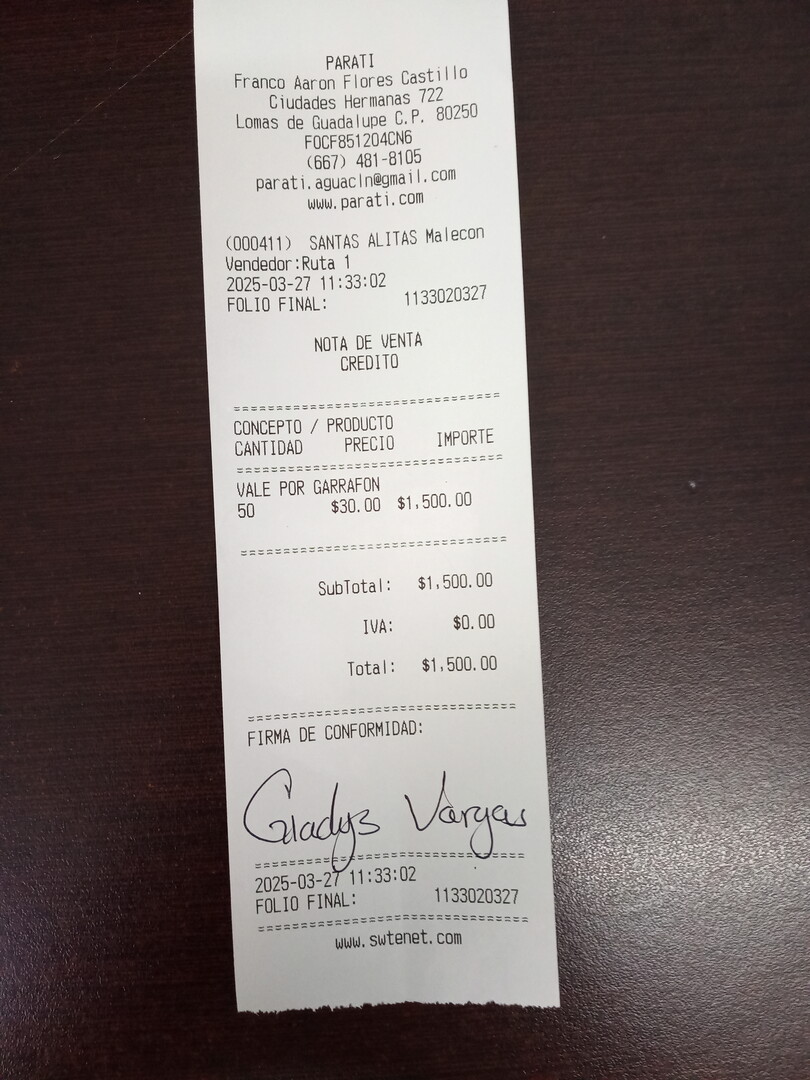 PARATI
Franco Aaron Flores Castillo
Ciudades Hermanas 722
Lomas de Guadalupe C.P. 80250
FOCF851204CN6
(667) 481-8105
parati.aguacln@gmail.com
www.parati.com
(000411) SANTAS ALITAS Malecon
Vendedor:Ruta 1
2025-03-27 11:33:02
FOLIO FINAL: 1133020327
NOTA DE VENTA
CREDITO
==============================
CONCEPTO / PRODUCTO
CANTIDAD PRECIO IMPORTE
==============================
VALE POR GARRAFON
50 $30.00 $1,500.00
==============================
SubTotal: $1,500.00
IVA: $0.00
Total: $1,500.00
==============================
FIRMA DE CONFORMIDAD:
Gladys Vargas
==============================
2025-03-27 11:33:02
FOLIO FINAL: 1133020327
==============================
www.swtenet.com